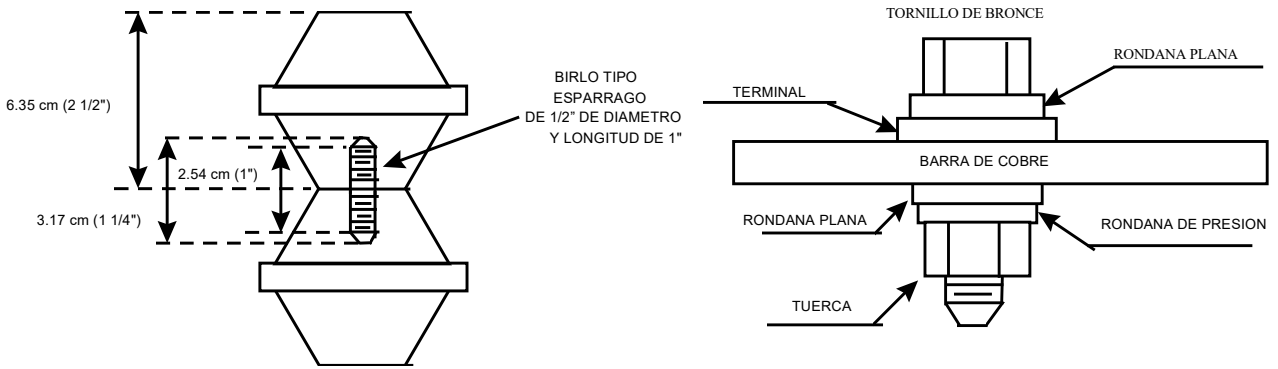 6.35 cm (2 1/2")
2.54 cm (1")
3.17 cm (1 1/4")
BIRLO TIPO
ESPARRAGO
DE 1/2” DE DIAMETRO
Y LONGITUD DE 1"
TORNILLO DE BRONCE
RONDANA PLANA
TERMINAL
BARRA DE COBRE
RONDANA PLANA
RONDANA DE PRESION
TUERCA